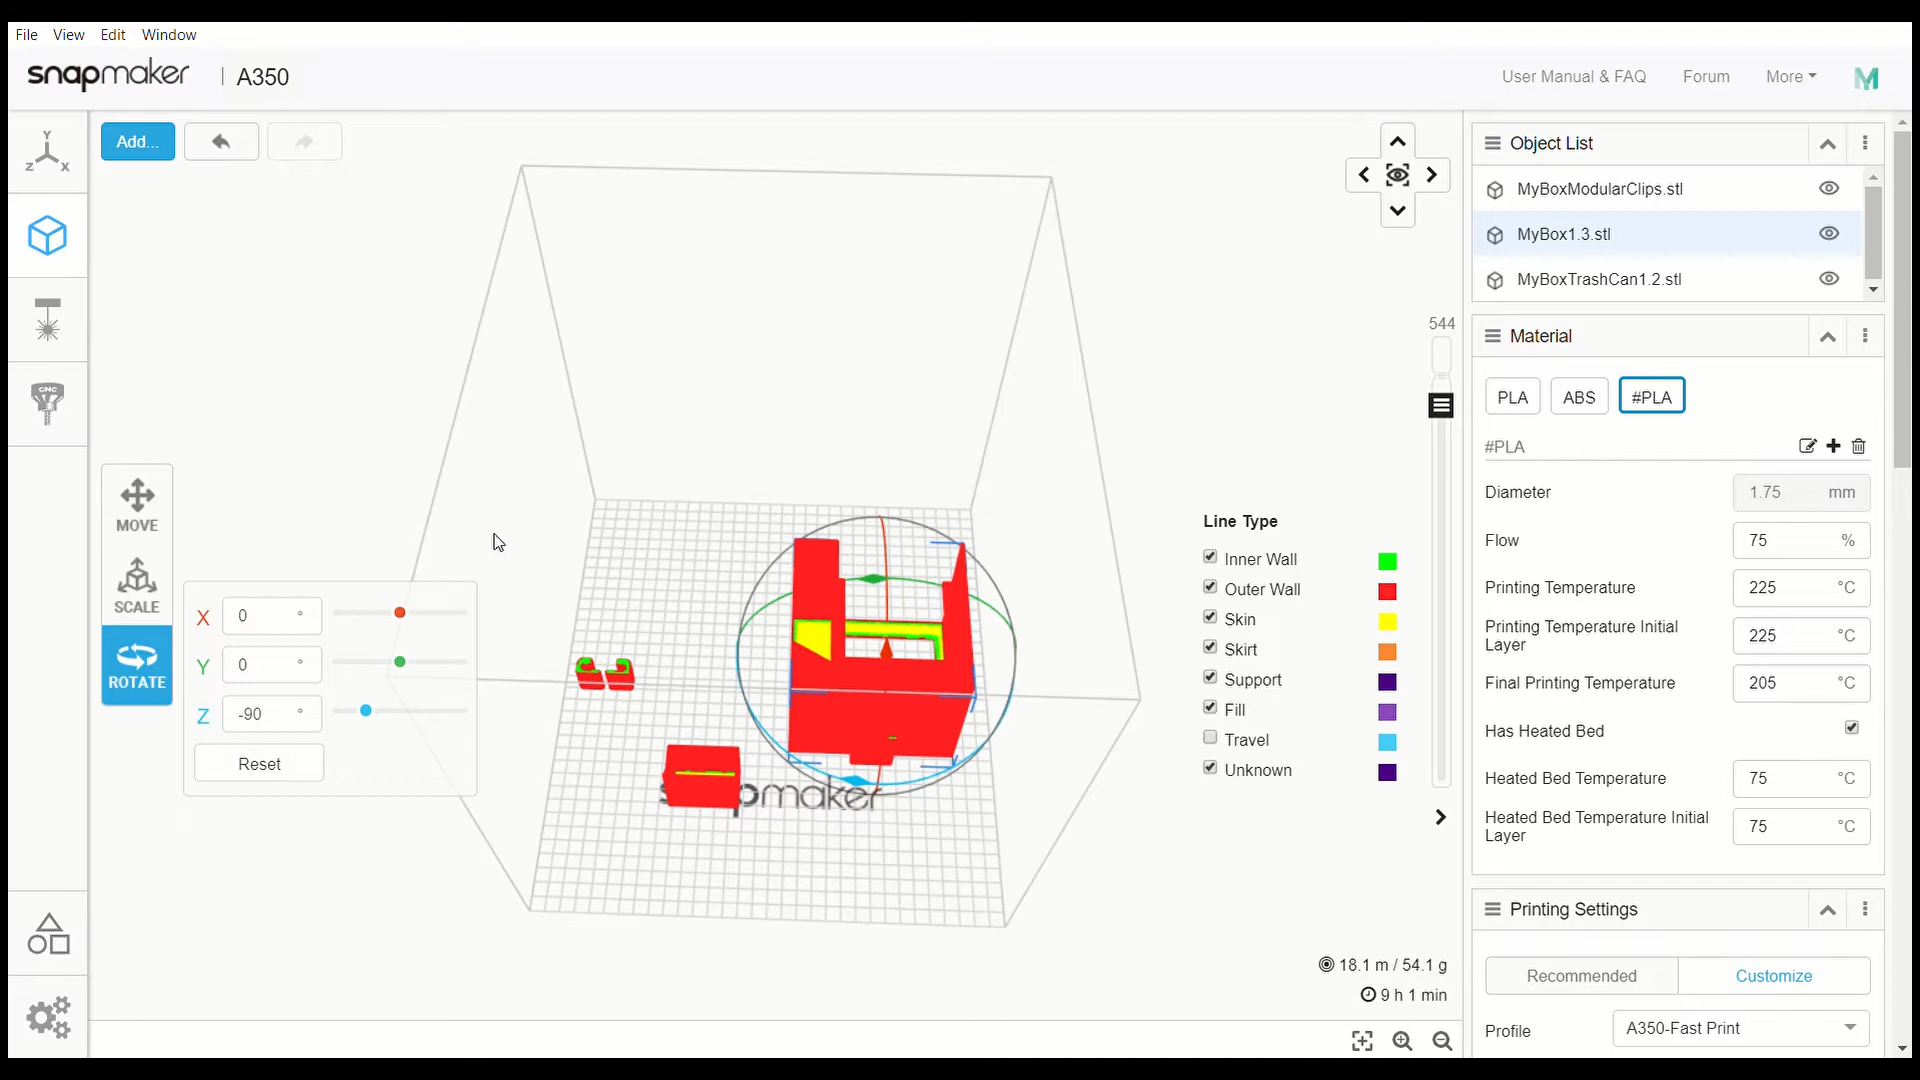 File View Edit Window
snapmaker | A350
User Manual & FAQ Forum More
Add...
Y
Z X
CNC
MOVE
SCALE
ROTATE
X 0 °
Y 0 °
Z -90 °
Reset
snapmaker
544
Line Type
Inner Wall
Outer Wall
Skin
Skirt
Support
Fill
Travel
Unknown
18.1 m / 54.1 g
9 h 1 min
Object List
MyBoxModularClips.stl
MyBox1.3.stl
MyBoxTrashCan1.2.stl
Material
PLA ABS #PLA
#PLA
Diameter 1.75 mm
Flow 75 %
Printing Temperature 225 °C
Printing Temperature Initial
Layer 225 °C
Final Printing Temperature 205 °C
Has Heated Bed
Heated Bed Temperature 75 °C
Heated Bed Temperature Initial
Layer 75 °C
Printing Settings
Recommended Customize
Profile A350-Fast Print